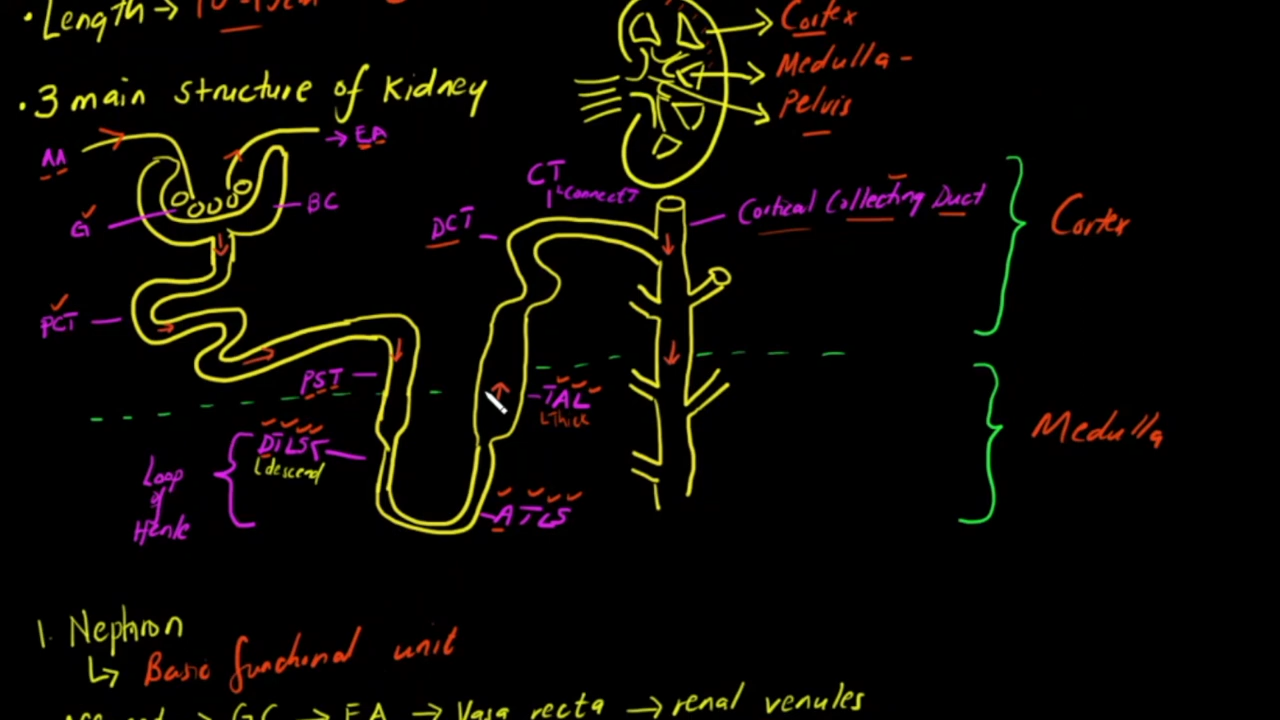 • Length → 10-
Cortex
Medulla -
Pelvis
• 3 main structure of kidney
AA
→ EA
G
BC
CT
Connect
DCT
Cortical Collecting Duct
Cortex
PCT
PST
TAL
Thick
Medulla
DTLS
descend
Loop
of
Henle
ATLS
1. Nephron
↳ Basic functional unit
→ GC → EA → Vasa recta → renal venules